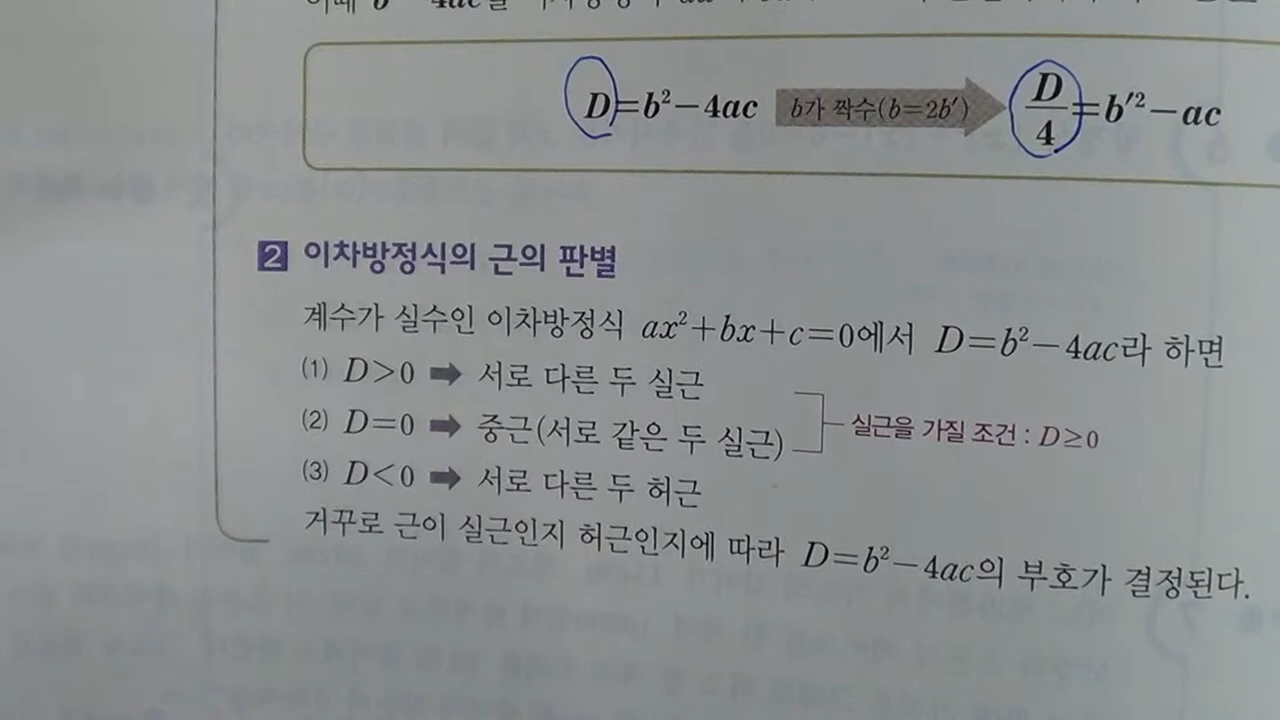 D=b²-4ac b가 짝수(b=2b′) D/4=b′²-ac
2 이차방정식의 근의 판별
계수가 실수인 이차방정식 ax²+bx+c=0에서 D=b²-4ac라 하면
(1) D>0 ➡ 서로 다른 두 실근
(2) D=0 ➡ 중근(서로 같은 두 실근)
실근을 가질 조건 : D≥0
(3) D<0 ➡ 서로 다른 두 허근
거꾸로 근이 실근인지 허근인지에 따라 D=b²-4ac의 부호가 결정된다.